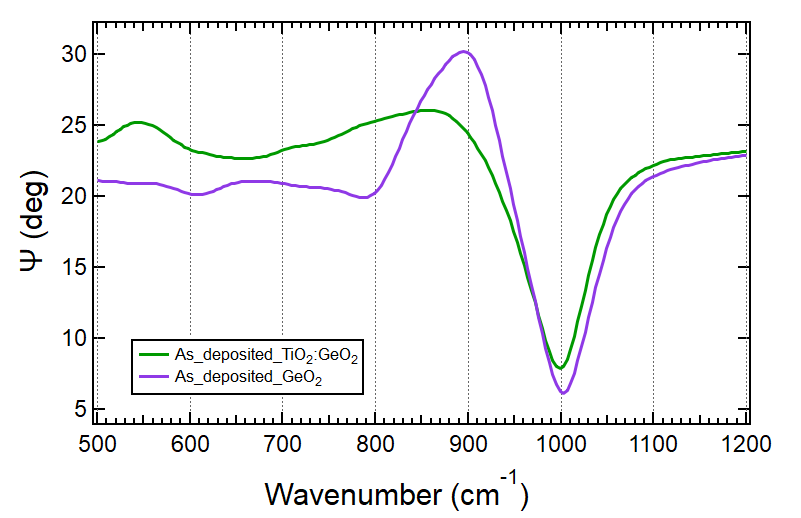 30
25
20
15
10
5
Ψ (deg)
As_deposited_TiO₂:GeO₂
As_deposited_GeO₂
500 600 700 800 900 1000 1100 1200
Wavenumber (cm⁻¹)